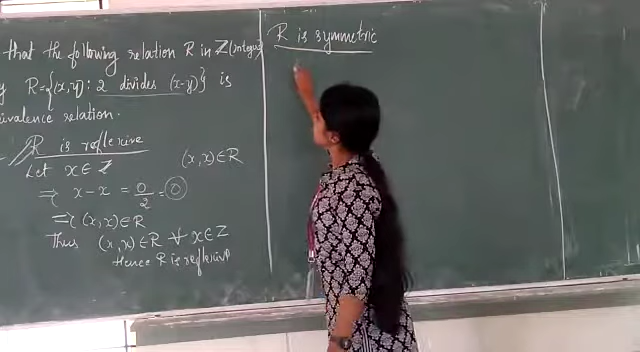 that the following relation R in Z (integer)
R={(x,y): 2 divides (x-y)} is
ivalence relation.
R is reflexive
Let x∈Z (x,x)∈R
⇒ x-x = 0/2 = 0
⇒ (x,x)∈R
Thus (x,x)∈R ∀ x∈Z
Hence R is reflexive
R is symmetric